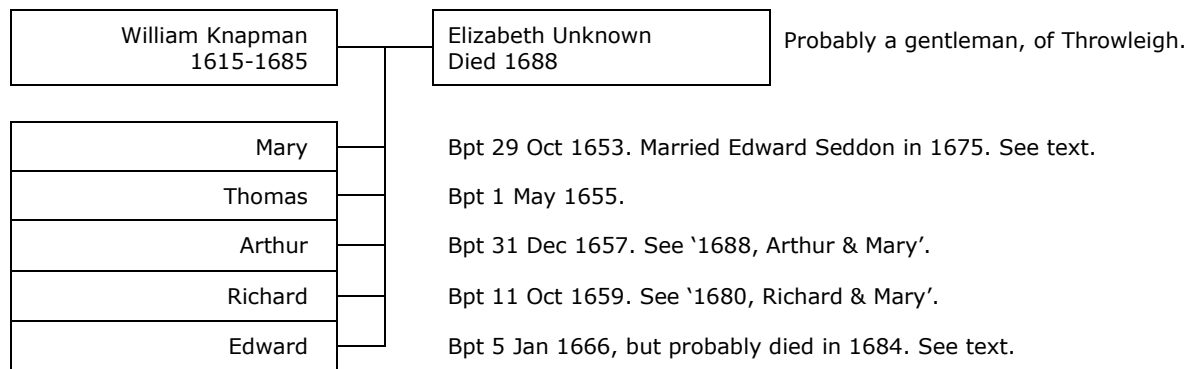 William Knapman
1615-1685
Elizabeth Unknown
Died 1688
Probably a gentleman, of Throwleigh.
Mary
Bpt 29 Oct 1653. Married Edward Seddon in 1675. See text.
Thomas
Bpt 1 May 1655.
Arthur
Bpt 31 Dec 1657. See ‘1688, Arthur & Mary’.
Richard
Bpt 11 Oct 1659. See ‘1680, Richard & Mary’.
Edward
Bpt 5 Jan 1666, but probably died in 1684. See text.